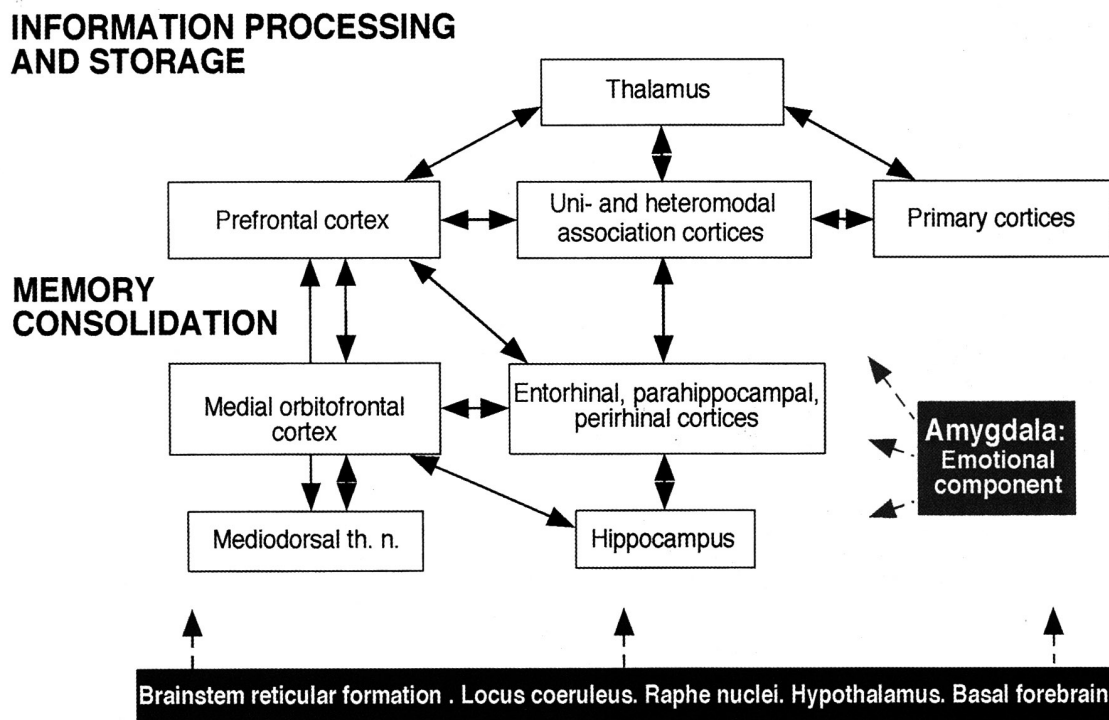 INFORMATION PROCESSING
AND STORAGE
Thalamus
Prefrontal cortex
Uni- and heteromodal
association cortices
Primary cortices
MEMORY
CONSOLIDATION
Medial orbitofrontal
cortex
Entorhinal, parahippocampal,
perirhinal cortices
Amygdala:
Emotional
component
Mediodorsal th. n.
Hippocampus
Brainstem reticular formation . Locus coeruleus. Raphe nuclei. Hypothalamus. Basal forebrain